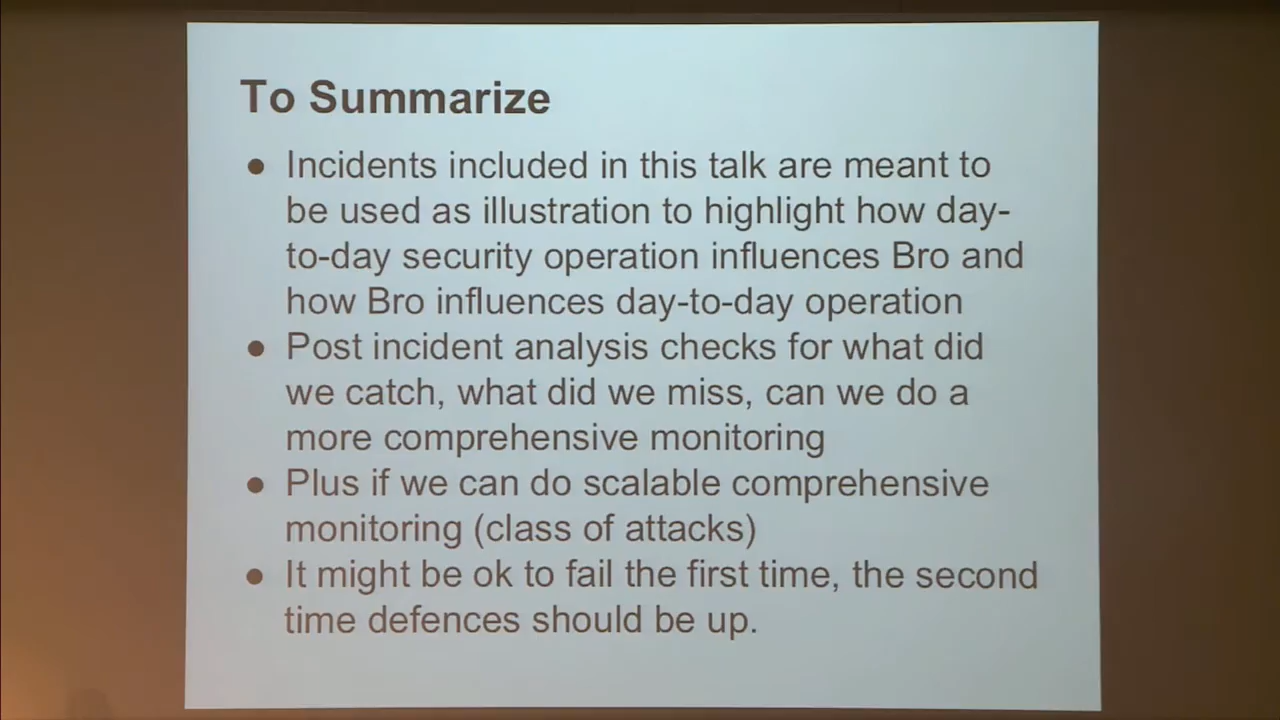 To Summarize
● Incidents included in this talk are meant to
be used as illustration to highlight how day-
to-day security operation influences Bro and
how Bro influences day-to-day operation
● Post incident analysis checks for what did
we catch, what did we miss, can we do a
more comprehensive monitoring
● Plus if we can do scalable comprehensive
monitoring (class of attacks)
● It might be ok to fail the first time, the second
time defences should be up.